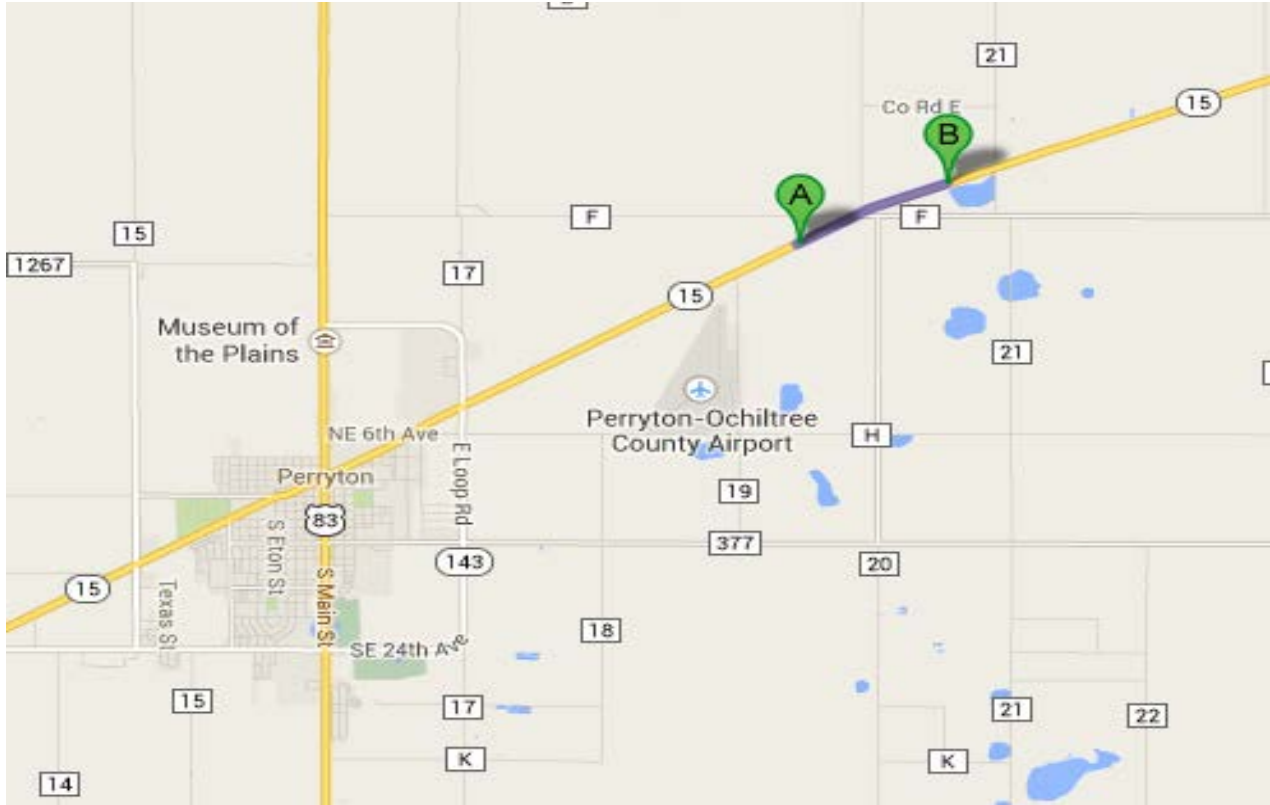 21
Co Rd E
15
B
A
F
F
15
1267
17
15
Museum of
the Plains
21
Perryton-Ochiltree
County Airport
NE 6th Ave
H
E Loop Rd
Perryton
19
83
S Eton St
377
143
20
15
Texas St
S Main St
18
SE 24th Ave
15
17
21
22
K
K
14